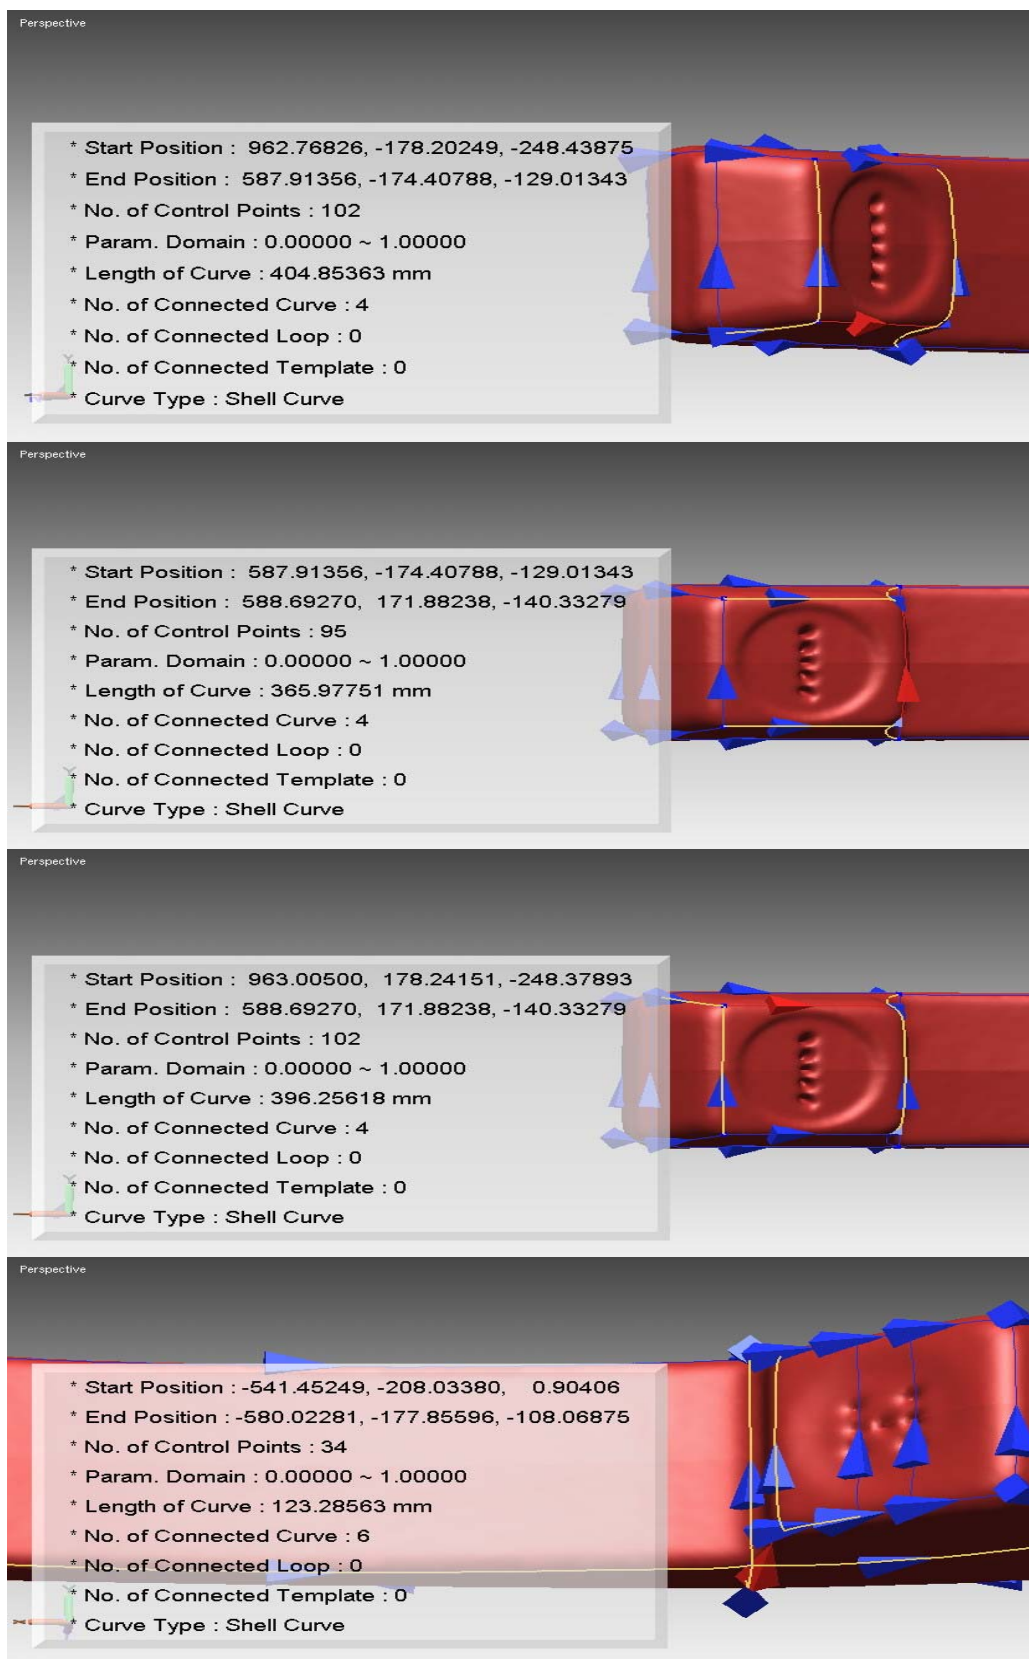 Perspective
* Start Position : 962.76826, -178.20249, -248.43875
* End Position : 587.91356, -174.40788, -129.01343
* No. of Control Points : 102
* Param. Domain : 0.00000 ~ 1.00000
* Length of Curve : 404.85363 mm
* No. of Connected Curve : 4
* No. of Connected Loop : 0
* No. of Connected Template : 0
* Curve Type : Shell Curve
Perspective
* Start Position : 587.91356, -174.40788, -129.01343
* End Position : 588.69270, 171.88238, -140.33279
* No. of Control Points : 95
* Param. Domain : 0.00000 ~ 1.00000
* Length of Curve : 365.97751 mm
* No. of Connected Curve : 4
* No. of Connected Loop : 0
* No. of Connected Template : 0
* Curve Type : Shell Curve
Perspective
* Start Position : 963.00500, 178.24151, -248.37893
* End Position : 588.69270, 171.88238, -140.33279
* No. of Control Points : 102
* Param. Domain : 0.00000 ~ 1.00000
* Length of Curve : 396.25618 mm
* No. of Connected Curve : 4
* No. of Connected Loop : 0
* No. of Connected Template : 0
* Curve Type : Shell Curve
Perspective
* Start Position : -541.45249, -208.03380, 0.90406
* End Position : -580.02281, -177.85596, -108.06875
* No. of Control Points : 34
* Param. Domain : 0.00000 ~ 1.00000
* Length of Curve : 123.28563 mm
* No. of Connected Curve : 6
* No. of Connected Loop : 0
* No. of Connected Template : 0
* Curve Type : Shell Curve